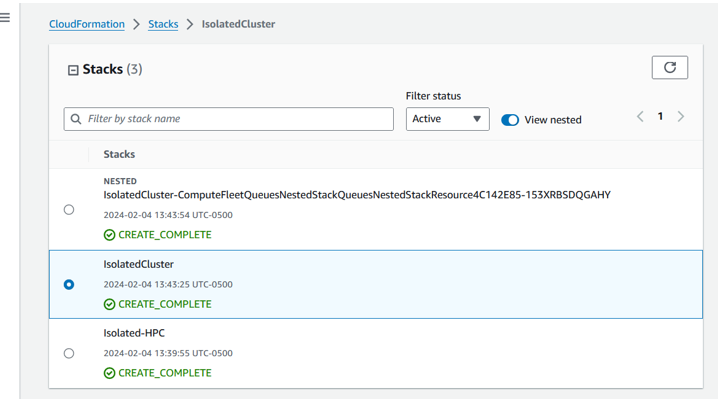 CloudFormation > Stacks > IsolatedCluster
Stacks (3)
Filter status
Filter by stack name
Active
View nested
1
Stacks
NESTED
IsolatedCluster-ComputeFleetQueuesNestedStackQueuesNestedStackResource4C142E85-153XRBSDQGAHY
2024-02-04 13:43:54 UTC-0500
CREATE_COMPLETE
IsolatedCluster
2024-02-04 13:43:25 UTC-0500
CREATE_COMPLETE
Isolated-HPC
2024-02-04 13:39:55 UTC-0500
CREATE_COMPLETE